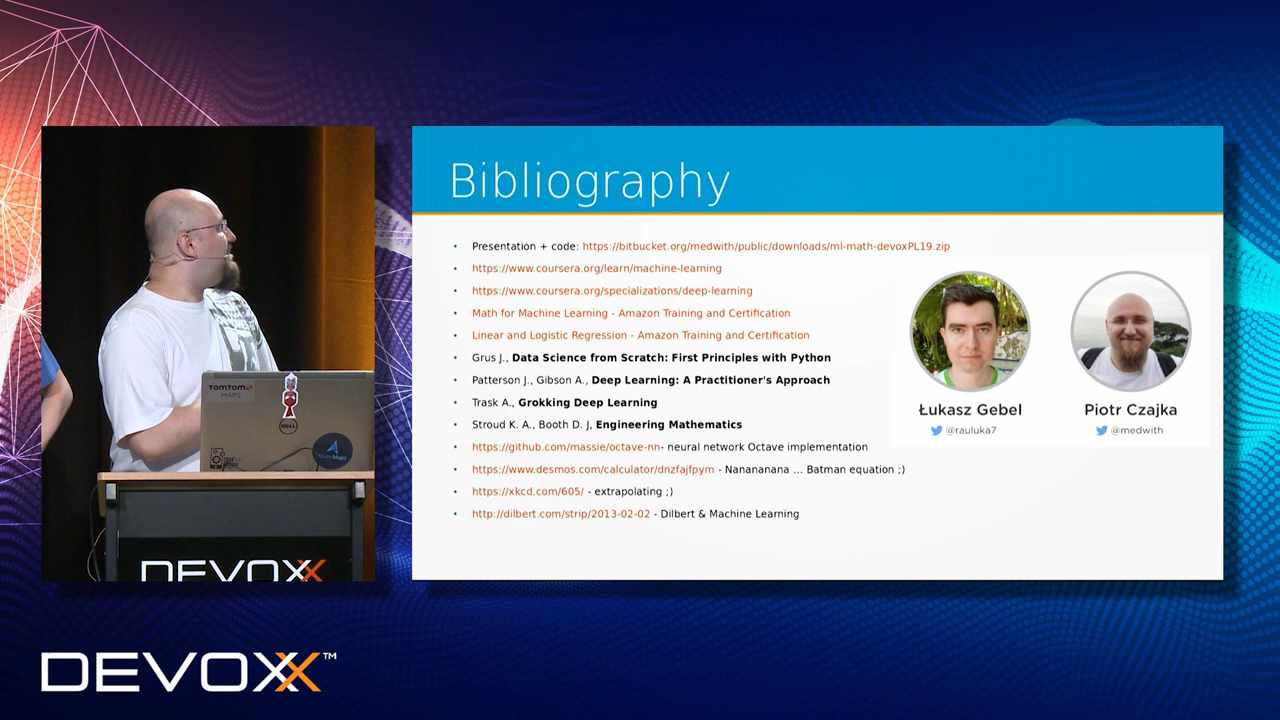 Bibliography
• Presentation + code: https://bitbucket.org/medwith/public/downloads/ml-math-devoxPL19.zip
• https://www.coursera.org/learn/machine-learning
• https://www.coursera.org/specializations/deep-learning
• Math for Machine Learning - Amazon Training and Certification
• Linear and Logistic Regression - Amazon Training and Certification
• Grus J., Data Science from Scratch: First Principles with Python
• Patterson J., Gibson A., Deep Learning: A Practitioner's Approach
• Trask A., Grokking Deep Learning
• Stroud K. A., Booth D. J, Engineering Mathematics
• https://github.com/massie/octave-nn- neural network Octave implementation
• https://www.desmos.com/calculator/dnzfajfpym - Nanananana ... Batman equation ;)
• https://xkcd.com/605/ - extrapolating ;)
• http://dilbert.com/strip/2013-02-02 - Dilbert & Machine Learning
Łukasz Gebel
@rauluka7
Piotr Czajka
@medwith
TOMTOM
MAPS
DELL
DEVOXX
DEVOXX™